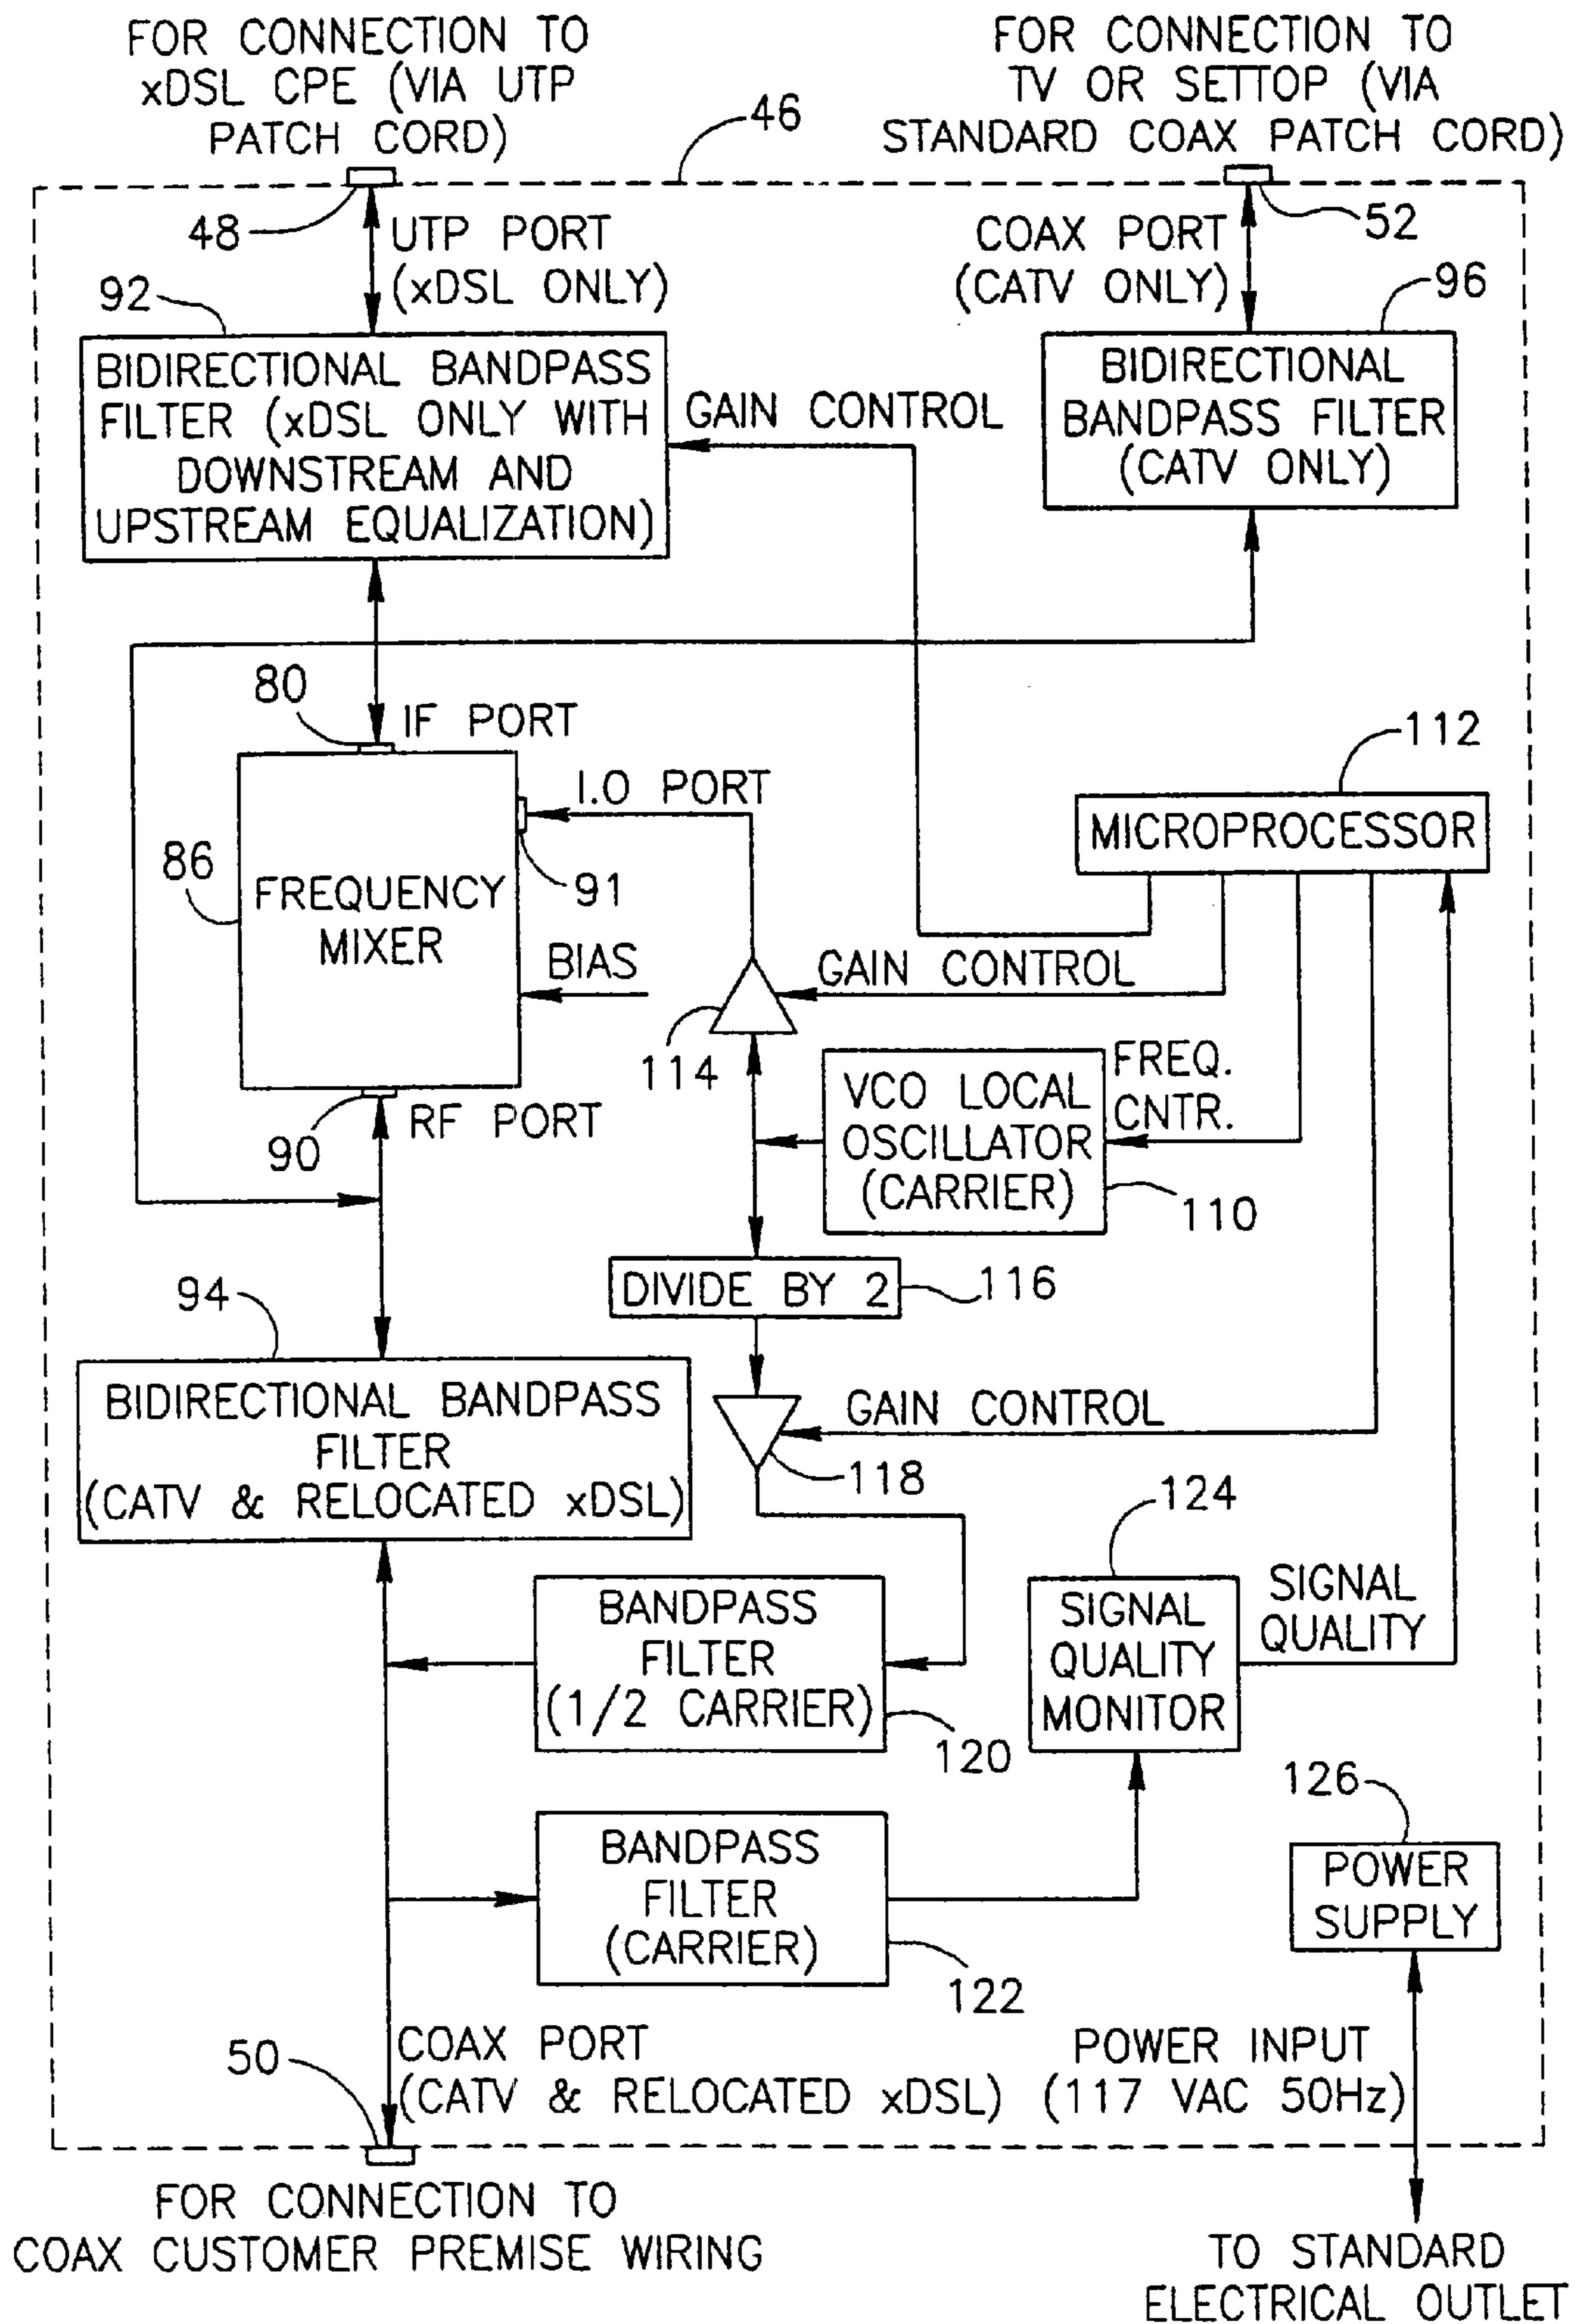 FOR CONNECTION TO
xDSL CPE (VIA UTP
PATCH CORD)
FOR CONNECTION TO
TV OR SETTOP (VIA
STANDARD COAX PATCH CORD)
46
48
UTP PORT
(xDSL ONLY)
COAX PORT
(CATV ONLY)
52
92
96
BIDIRECTIONAL BANDPASS
FILTER (xDSL ONLY WITH
DOWNSTREAM AND
UPSTREAM EQUALIZATION)
GAIN CONTROL
BIDIRECTIONAL
BANDPASS FILTER
(CATV ONLY)
80
IF PORT
112
I.O PORT
MICROPROCESSOR
86
FREQUENCY
MIXER
91
BIAS
GAIN CONTROL
114
VCO LOCAL
OSCILLATOR
(CARRIER)
FREQ.
CNTR.
90
RF PORT
110
94
DIVIDE BY 2
116
BIDIRECTIONAL BANDPASS
FILTER
(CATV & RELOCATED xDSL)
GAIN CONTROL
118
124
BANDPASS
FILTER
(1/2 CARRIER)
120
SIGNAL
QUALITY
MONITOR
SIGNAL
QUALITY
126
BANDPASS
FILTER
(CARRIER)
122
POWER
SUPPLY
50
COAX PORT
(CATV & RELOCATED xDSL)
POWER INPUT
(117 VAC 50Hz)
FOR CONNECTION TO
COAX CUSTOMER PREMISE WIRING
TO STANDARD
ELECTRICAL OUTLET